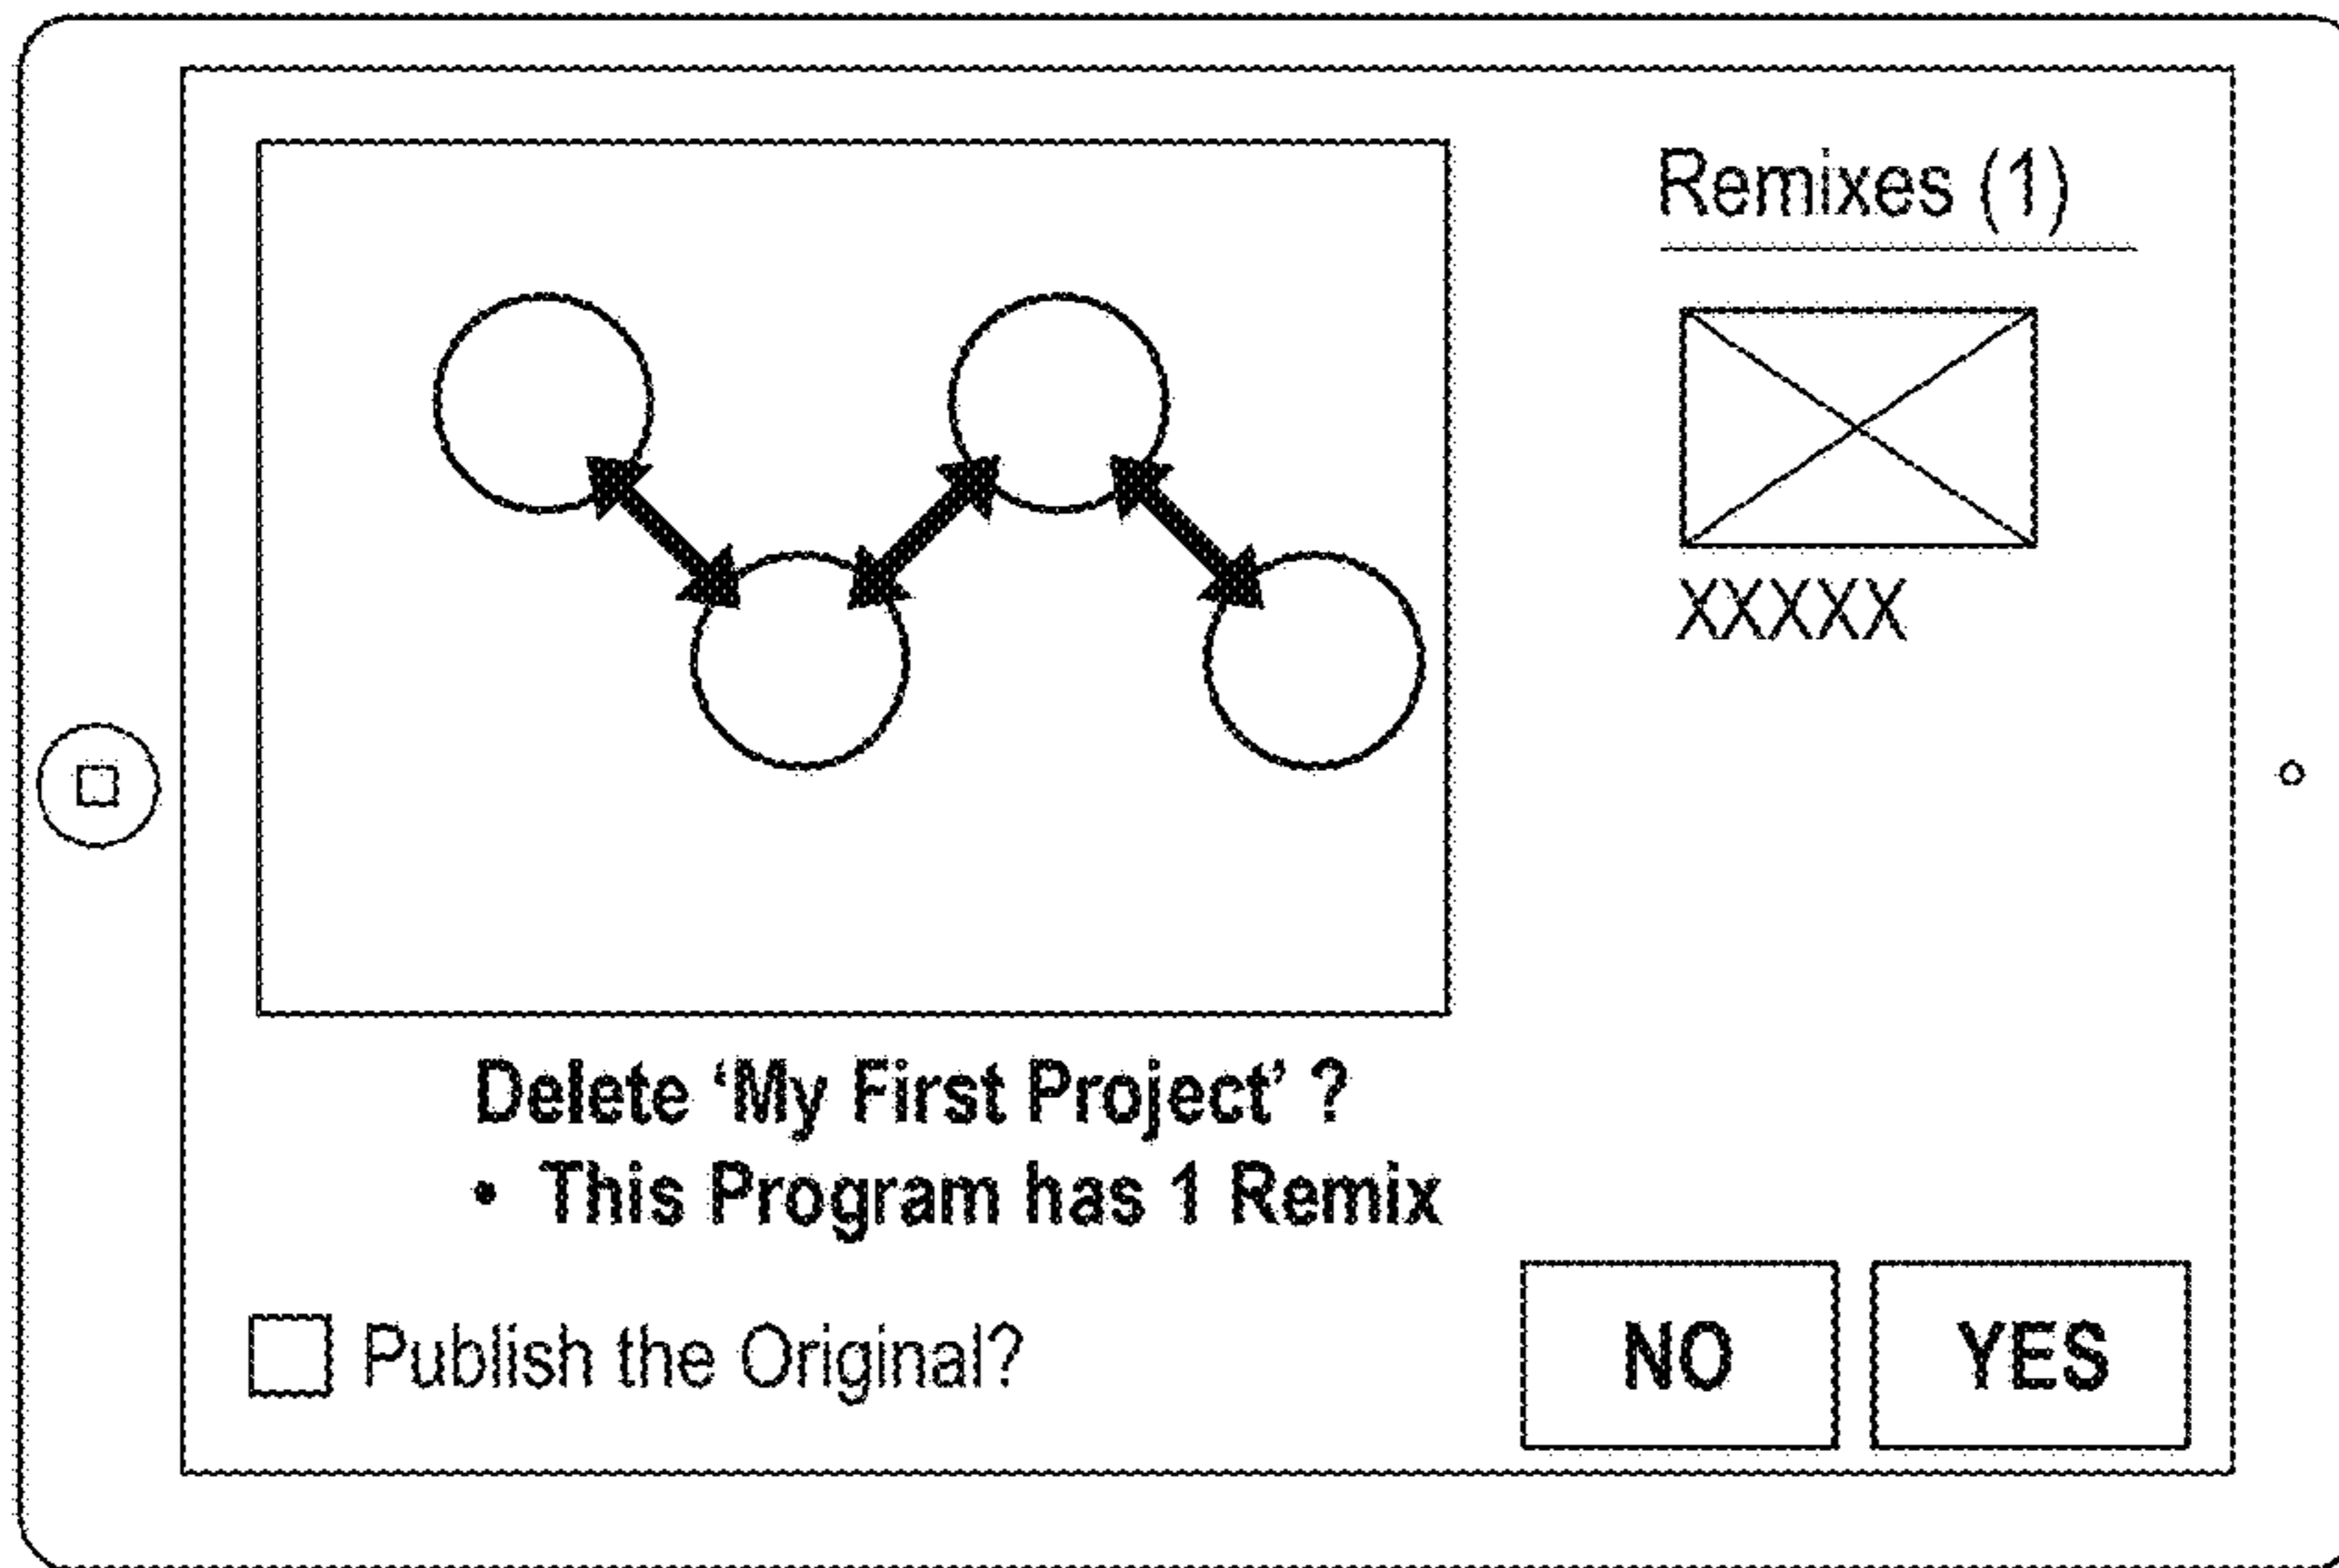 Remixes (1)
XXXXX
Delete ‘My First Project’ ?
• This Program has 1 Remix
Publish the Original?
NO
YES